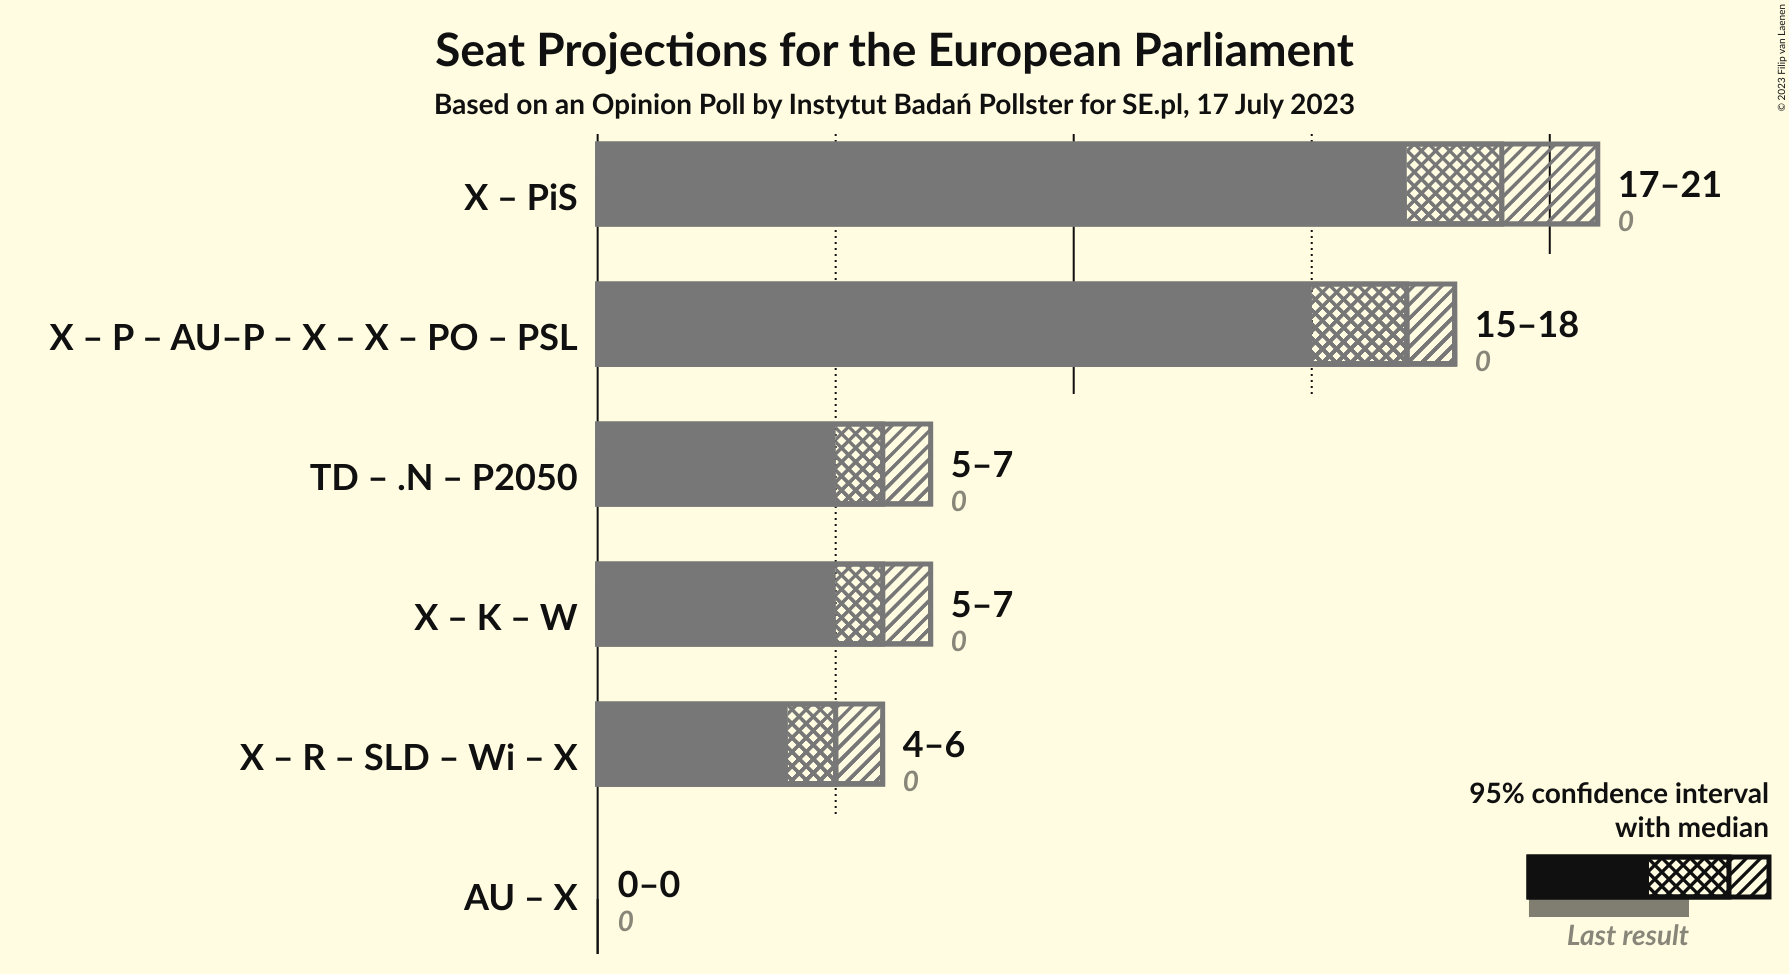 Seat Projections for the European Parliament
Based on an Opinion Poll by Instytut Badań Pollster for SE.pl, 17 July 2023
© 2023 Filip van Laenen
X – PiS
17–21
0
X – P – AU–P – X – X – PO – PSL
15–18
0
TD – .N – P2050
5–7
0
X – K – W
5–7
0
X – R – SLD – Wi – X
4–6
0
AU – X
0–0
0
95% confidence interval
with median
Last result